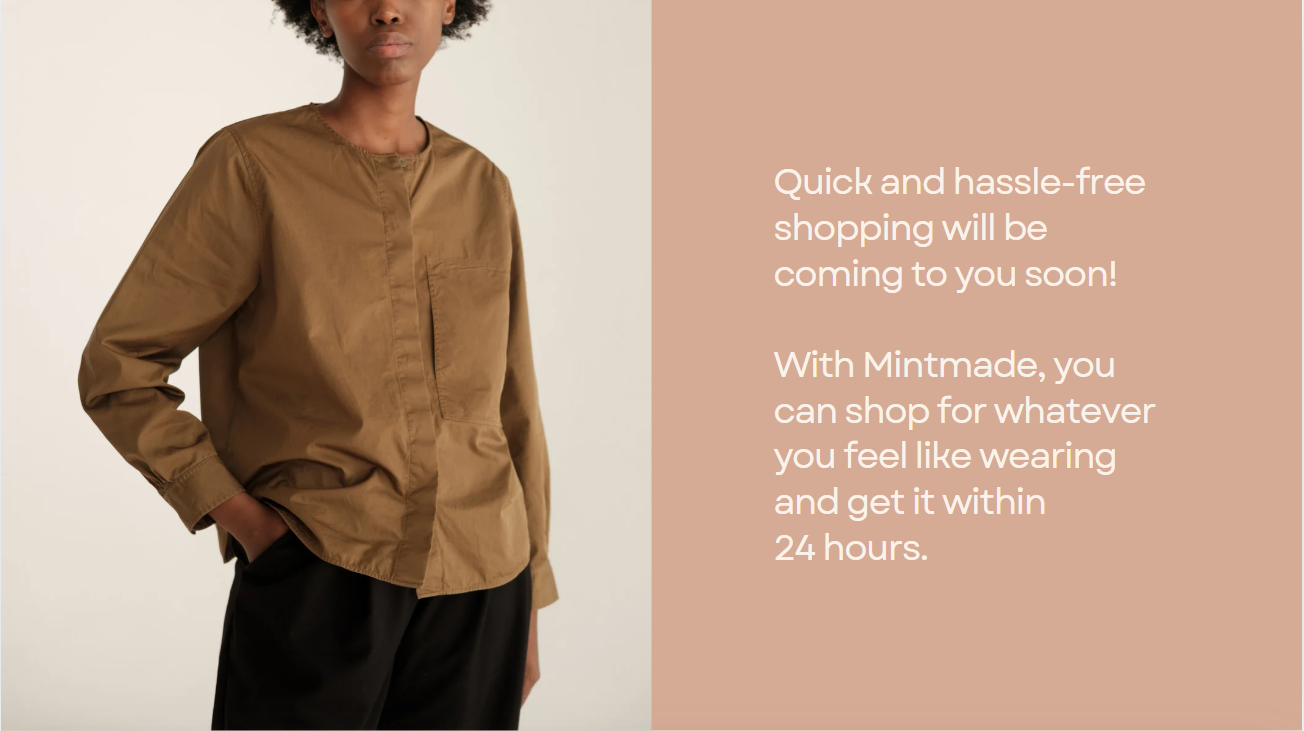 Quick and hassle-free
shopping will be
coming to you soon!
With Mintmade, you
can shop for whatever
you feel like wearing
and get it within
24 hours.